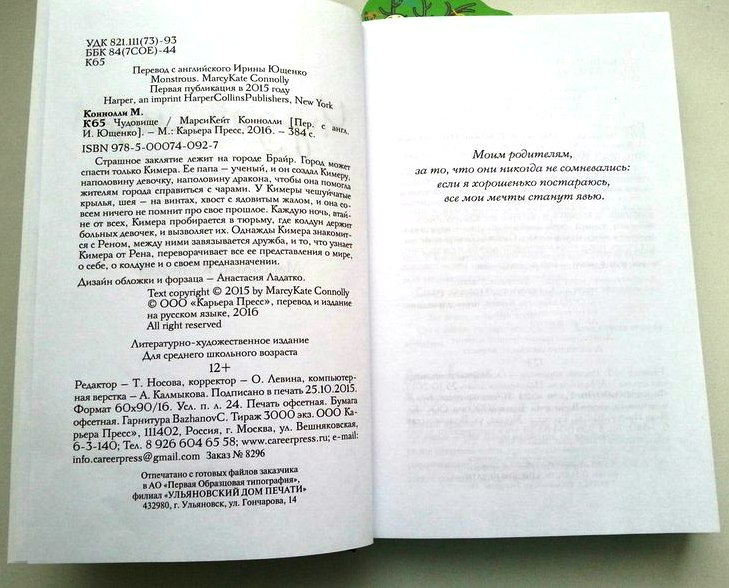 УДК 821.111(73)-93
ББК 84(7СОЕ)-44
К65
Перевод с английского Ирины Ющенко
Monstrous. MarcyKate Connolly
Первая публикация в 2015 году
Harper, an imprint HarperCollinsPublishers, New York
Коннолли М.
К65 Чудовище / МарсиКейт Коннолли [Пер. с англ.
И. Ющенко]. – М.: Карьера Пресс, 2016. – 384 с.
ISBN 978-5-00074-092-7
Страшное заклятие лежит на городе Брайр. Город может
спасти только Кимера. Ее папа – ученый, и он создал Кимеру,
наполовину девочку, наполовину дракона, чтобы она помогла
жителям города справиться с чарами. У Кимеры чешуйчатые
крылья, шея – на винтах, хвост с ядовитым жалом, и она со-
всем ничего не помнит про свое прошлое. Каждую ночь, втай-
не от всех, Кимера пробирается в тюрьму, где колдун держит
больных девочек, и вызволяет их. Однажды Кимера знакомит-
ся с Реном, между ними завязывается дружба, и то, что узнает
Кимера от Рена, переворачивает все ее представления о мире,
о себе, о колдуне и о своем предназначении.
Дизайн обложки и форзаца – Анастасия Ладатко.
Text copyright © 2015 by MarcyKate Connolly
© ООО «Карьера Пресс», перевод и издание
на русском языке, 2016
All right reserved
Литературно-художественное издание
Для среднего школьного возраста
12+
Редактор – Т. Носова, корректор – О. Левина, компьютер-
ная верстка – А. Калмыкова. Подписано в печать 25.10.2015.
Формат 60х90/16. Усл. п. л. 24. Печать офсетная. Бумага
офсетная. Гарнитура BazhanovC. Тираж 3000 экз. ООО Ка-
рьера Пресс», 111402, Россия, г. Москва, ул. Вешняковская,
6-3-140; Тел. 8 926 604 65 58; www.careerpress.ru; e-mail:
info.careerpress@gmail.com Заказ № 8296
Отпечатано с готовых файлов заказчика
в АО «Первая Образцовая типография»,
филиал «УЛЬЯНОВСКИЙ ДОМ ПЕЧАТИ»
432980, г. Ульяновск, ул. Гончарова, 14
Моим родителям,
за то, что они никогда не сомневались:
если я хорошенько постараюсь,
все мои мечты станут явью.